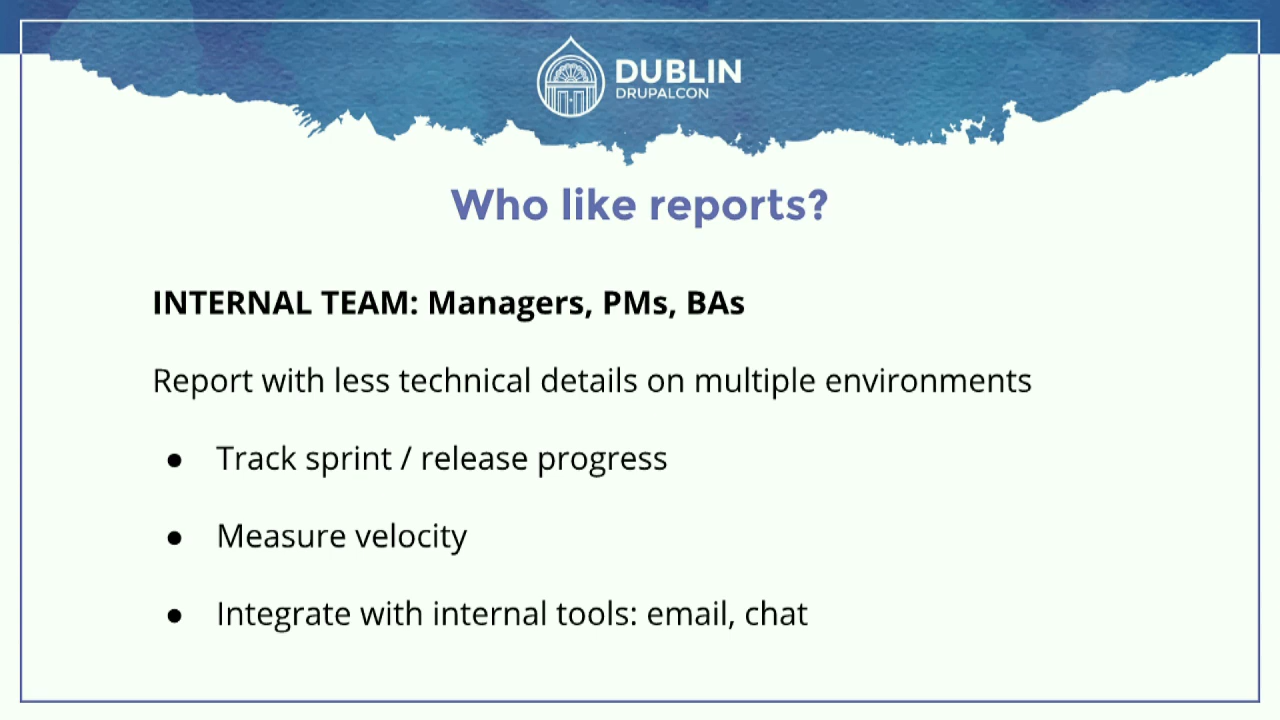 DUBLIN
DRUPALCON
Who like reports?
INTERNAL TEAM: Managers, PMs, BAs
Report with less technical details on multiple environments
● Track sprint / release progress
● Measure velocity
● Integrate with internal tools: email, chat